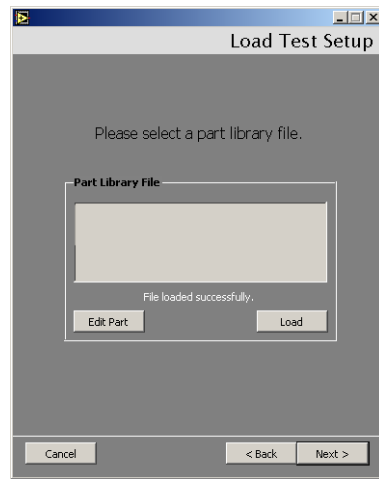 Load Test Setup
Please select a part library file.
Part Library File
File loaded successfully.
Edit Part
Load
Cancel
< Back
Next >